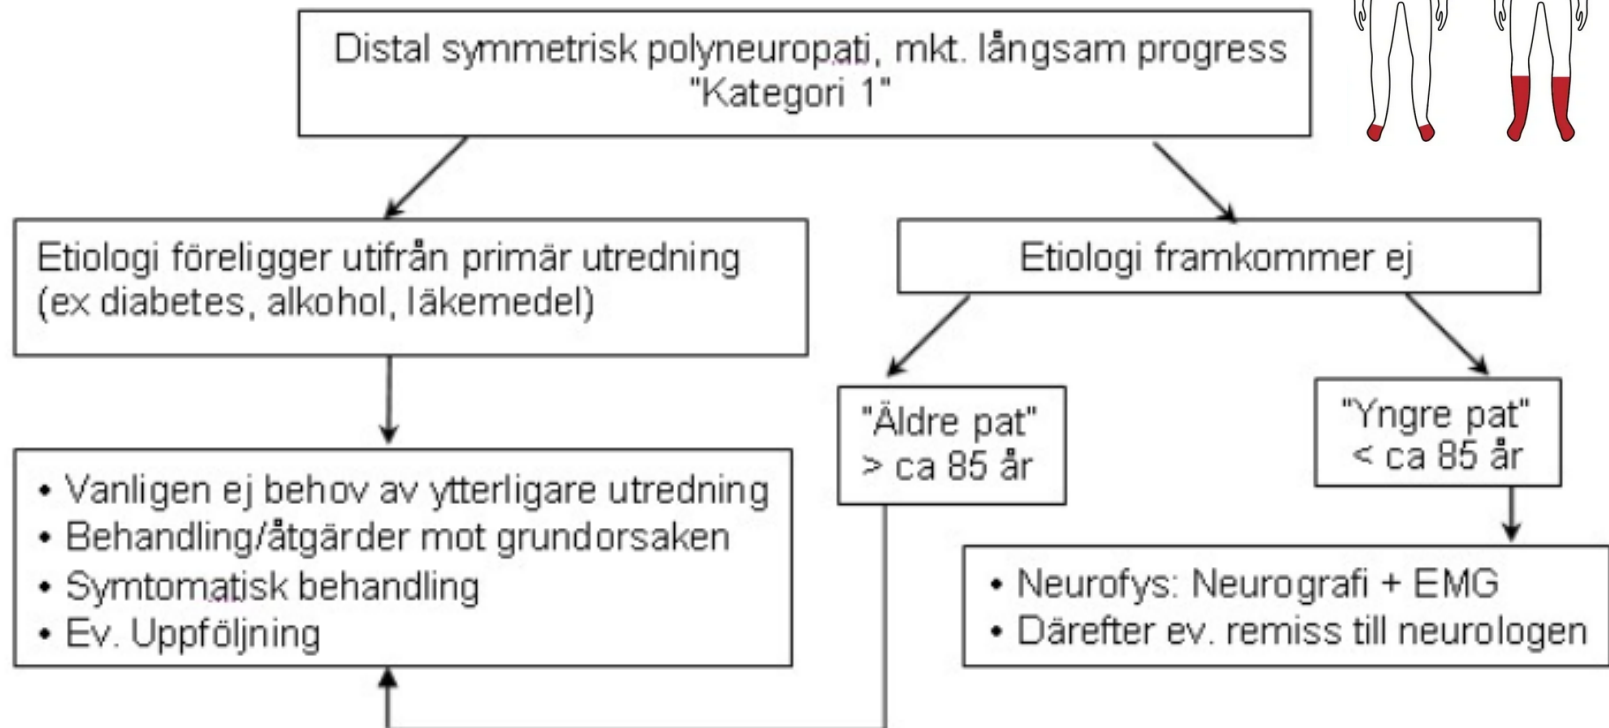 Distal symmetrisk polyneuropati, mkt. långsam progress
"Kategori 1"
Etiologi föreligger utifrån primär utredning
(ex diabetes, alkohol, läkemedel)
Etiologi framkommer ej
"Äldre pat"
> ca 85 år
"Yngre pat"
< ca 85 år
• Vanligen ej behov av ytterligare utredning
• Behandling/åtgärder mot grundorsaken
• Symtomatisk behandling
• Ev. Uppföljning
• Neurofys: Neurografi + EMG
• Därefter ev. remiss till neurologen